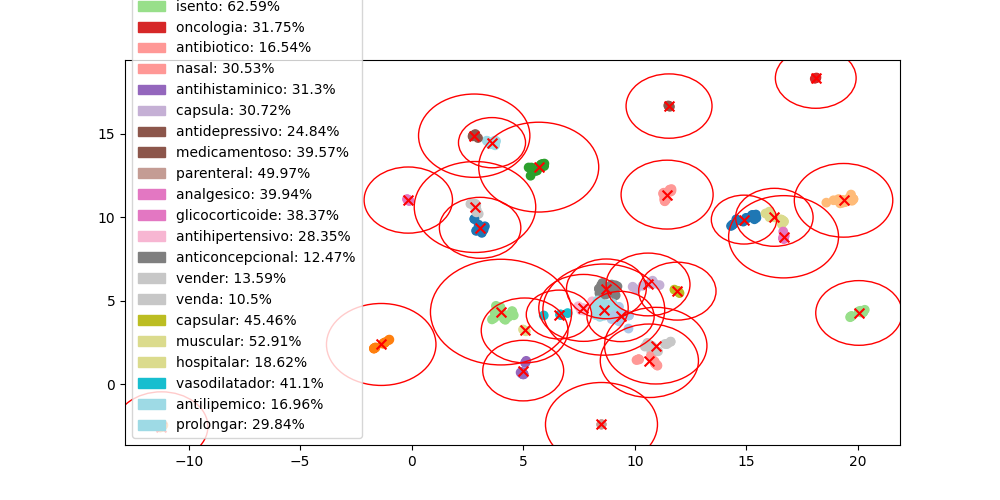 isento: 62.59%
oncologia: 31.75%
antibiotico: 16.54%
nasal: 30.53%
antihistaminico: 31.3%
capsula: 30.72%
antidepressivo: 24.84%
medicamentoso: 39.57%
parenteral: 49.97%
analgesico: 39.94%
glicocorticoide: 38.37%
antihipertensivo: 28.35%
anticoncepcional: 12.47%
vender: 13.59%
venda: 10.5%
capsular: 45.46%
muscular: 52.91%
hospitalar: 18.62%
vasodilatador: 41.1%
antilipemico: 16.96%
prolongar: 29.84%
15
10
5
0
−10 −5 0 5 10 15 20